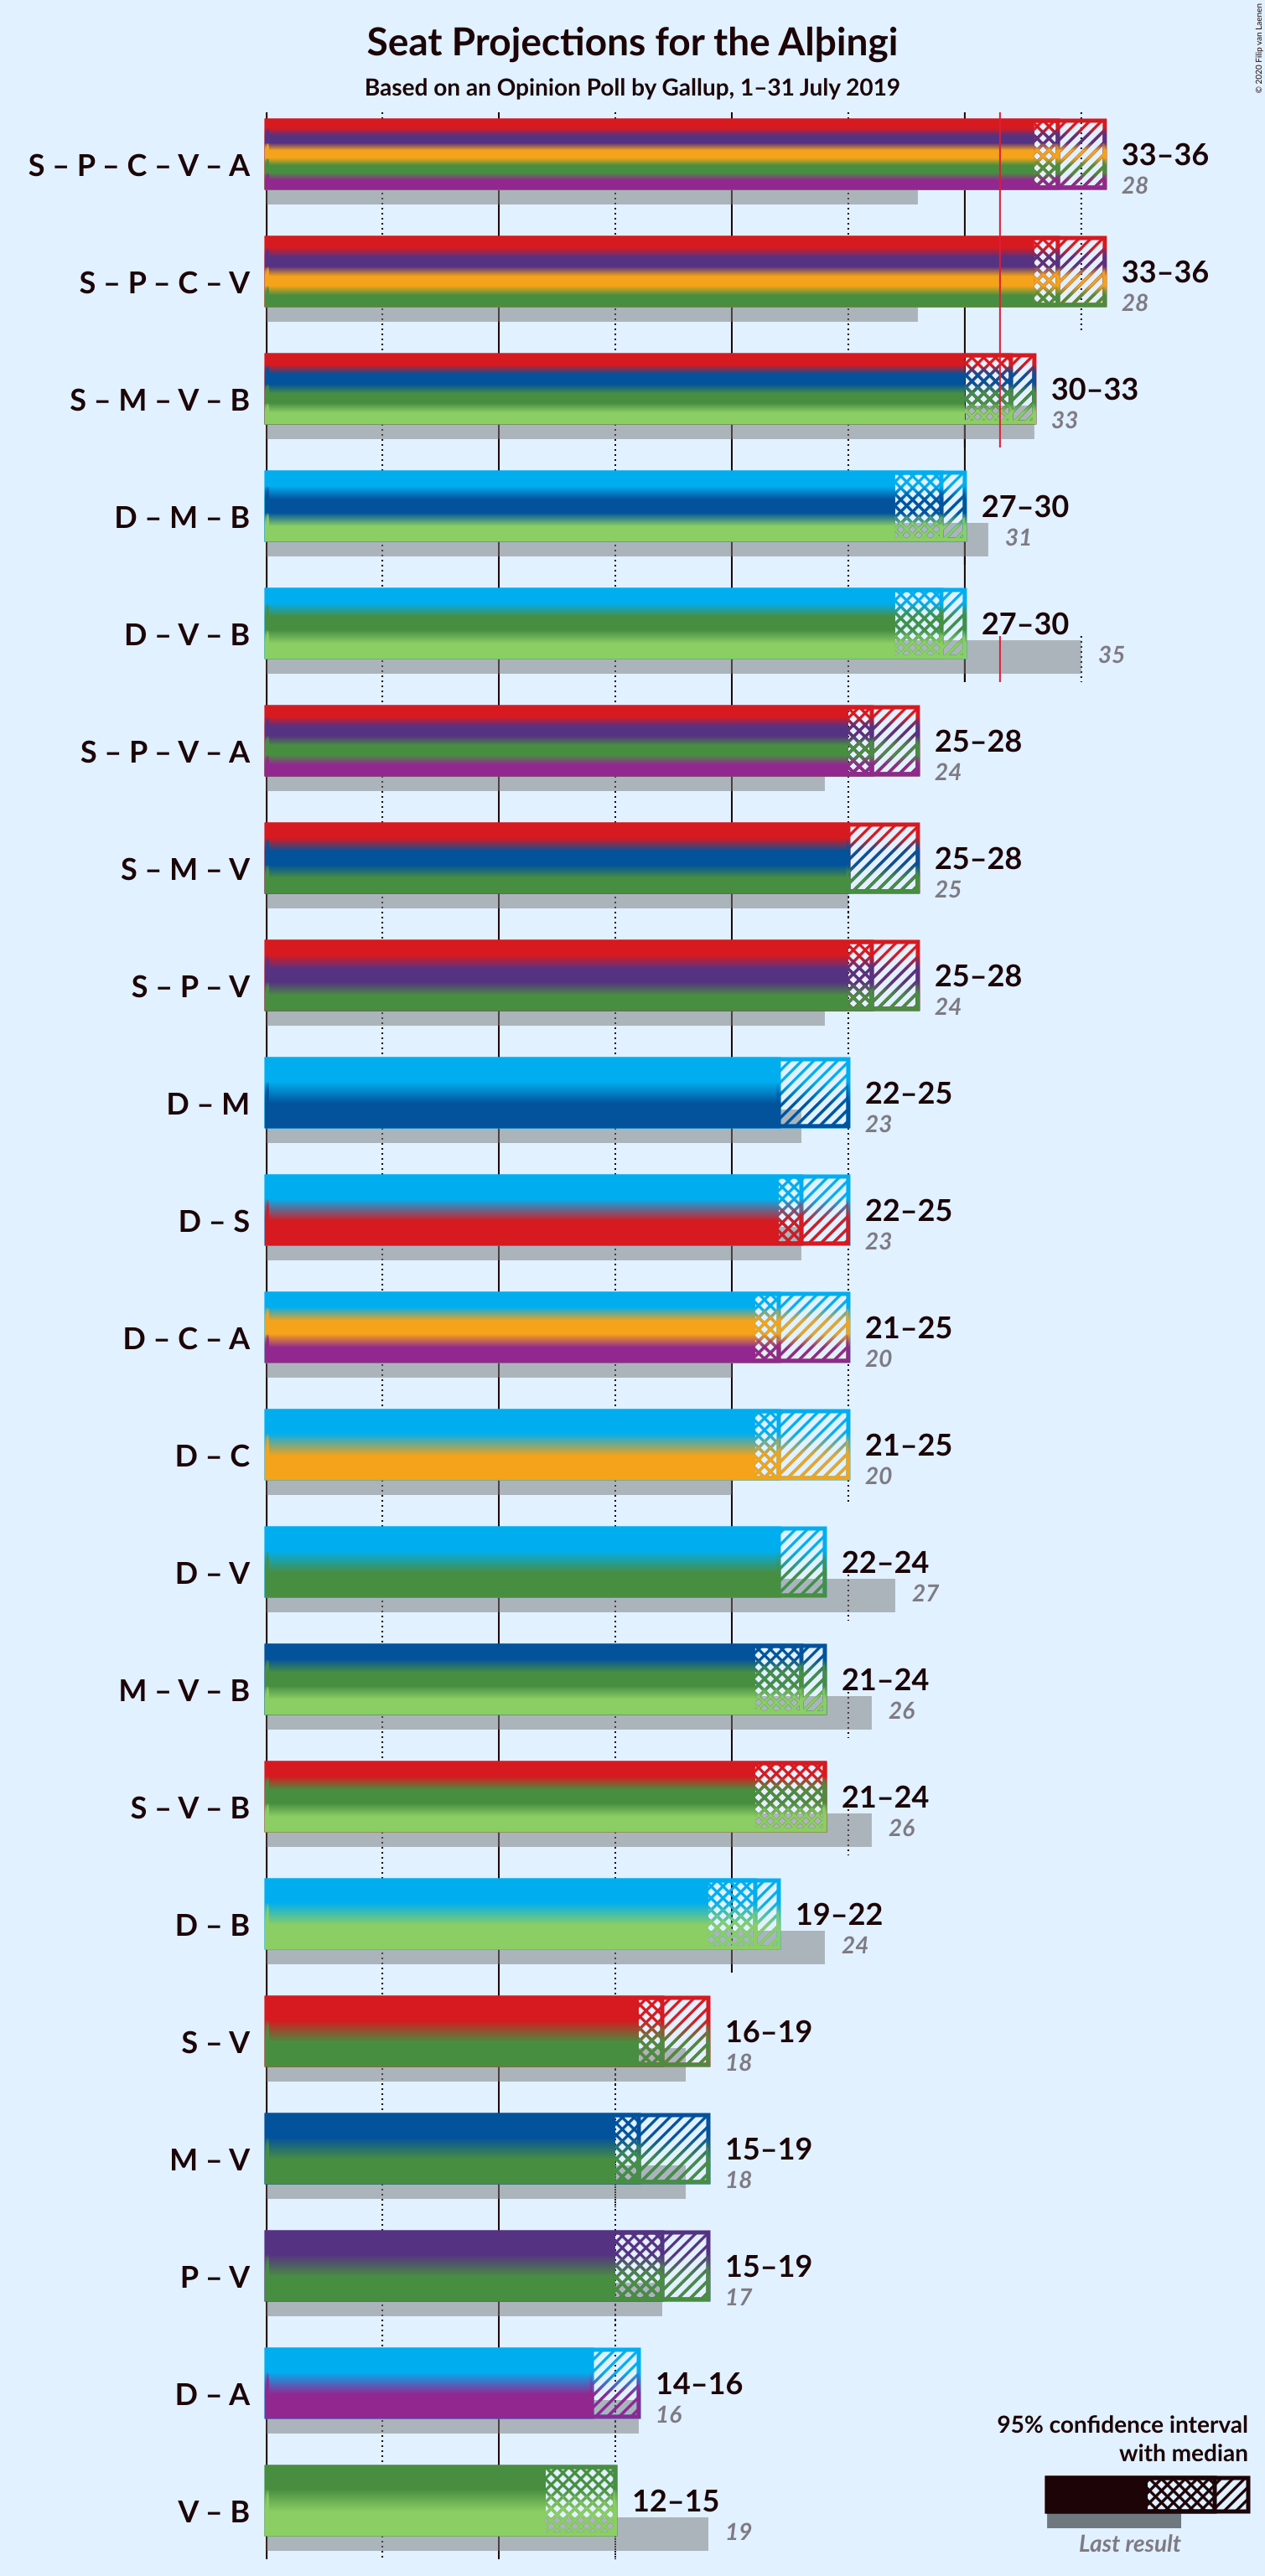 Seat Projections for the Alþingi
Based on an Opinion Poll by Gallup, 1–31 July 2019
© 2020 Filip van Laenen
S – P – C – V – A
33–36
28
S – P – C – V
33–36
28
S – M – V – B
30–33
33
D – M – B
27–30
31
D – V – B
27–30
35
S – P – V – A
25–28
24
S – M – V
25–28
25
S – P – V
25–28
24
D – M
22–25
23
D – S
22–25
23
D – C – A
21–25
20
D – C
21–25
20
D – V
22–24
27
M – V – B
21–24
26
S – V – B
21–24
26
D – B
19–22
24
S – V
16–19
18
M – V
15–19
18
P – V
15–19
17
D – A
14–16
16
V – B
12–15
19
95% confidence interval
with median
Last result